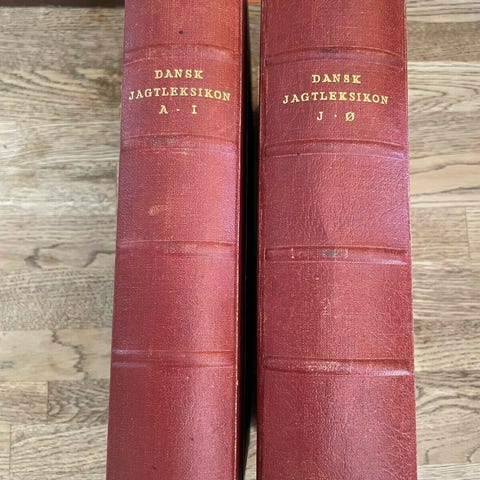 DANSK
JAGTLEKSIKON
A · I
DANSK
JAGTLEKSIKON
J · Ø